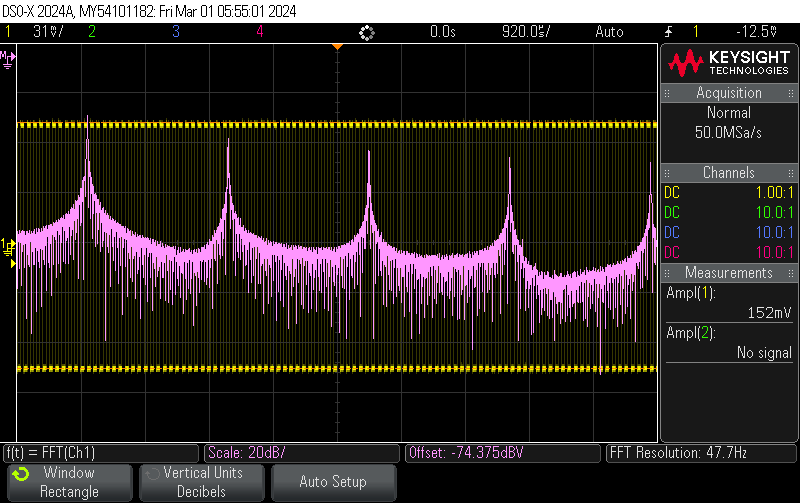 DSO-X 2024A, MY54101182: Fri Mar 01 05:55:01 2024
1 31mV/ 2 3 4 0.0s 920.0us/ Auto 1 -12.5mV
M
1
KEYSIGHT
TECHNOLOGIES
Acquisition
Normal
50.0MSa/s
Channels
DC 1.00:1
DC 10.0:1
DC 10.0:1
DC 10.0:1
Measurements
Ampl(1):
152mV
Ampl(2):
No signal
f(t) = FFT(Ch1) Scale: 20dB/ Offset: -74.375dBV FFT Resolution: 47.7Hz
Window
Rectangle
Vertical Units
Decibels
Auto Setup